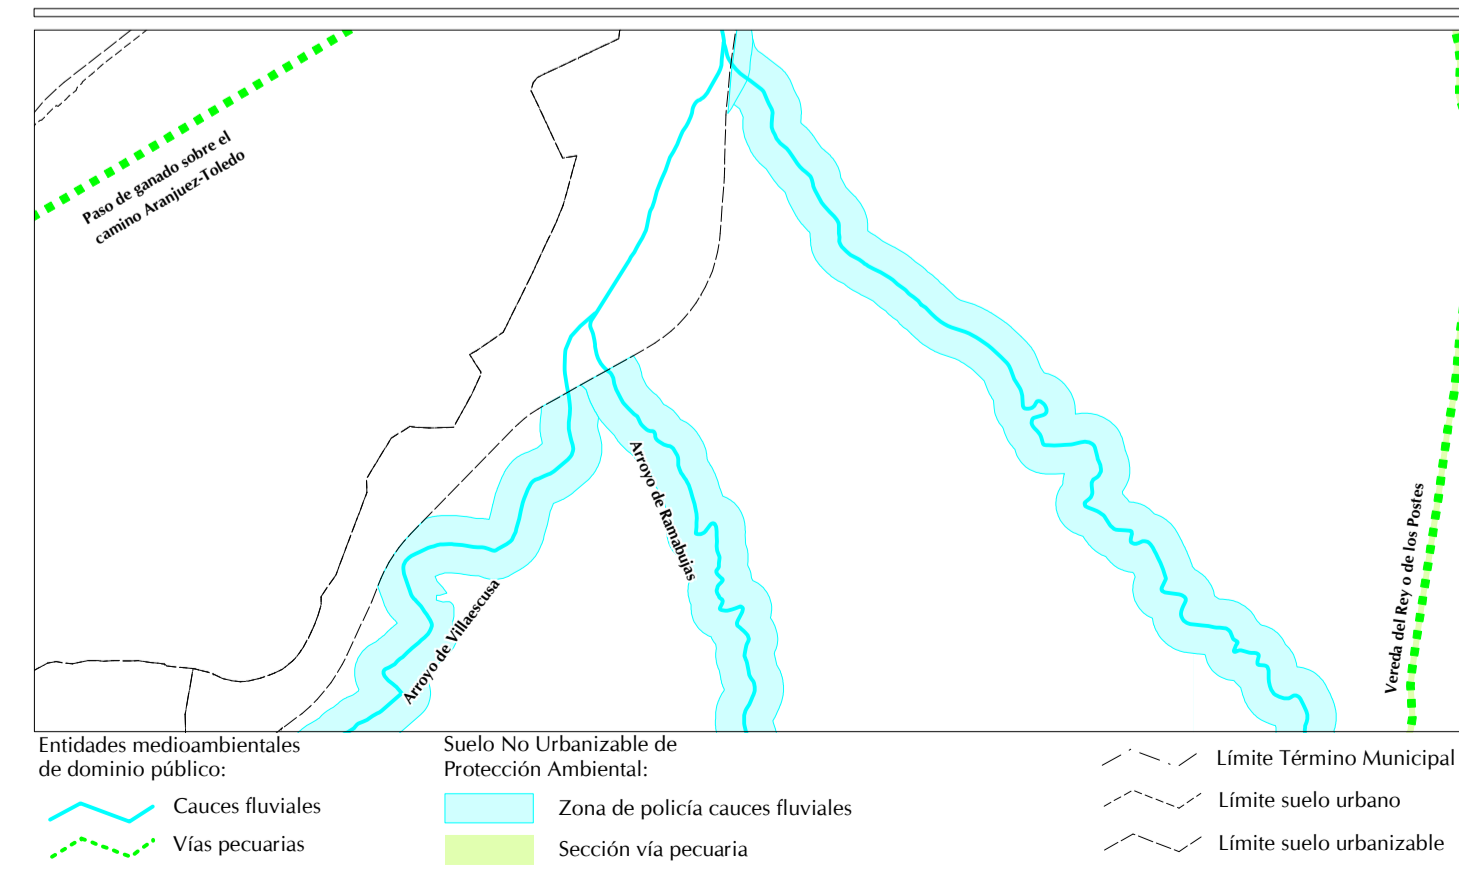 Paso de ganado sobre el
camino Aranjuez-Toledo
Arroyo de Ramabujas
Arroyo de Villaescusa
Vereda del Rey o de los Postes
Entidades medioambientales
de dominio público:
Cauces fluviales
Vías pecuarias
Suelo No Urbanizable de
Protección Ambiental:
Zona de policía cauces fluviales
Sección vía pecuaria
Límite Término Municipal
Límite suelo urbano
Límite suelo urbanizable